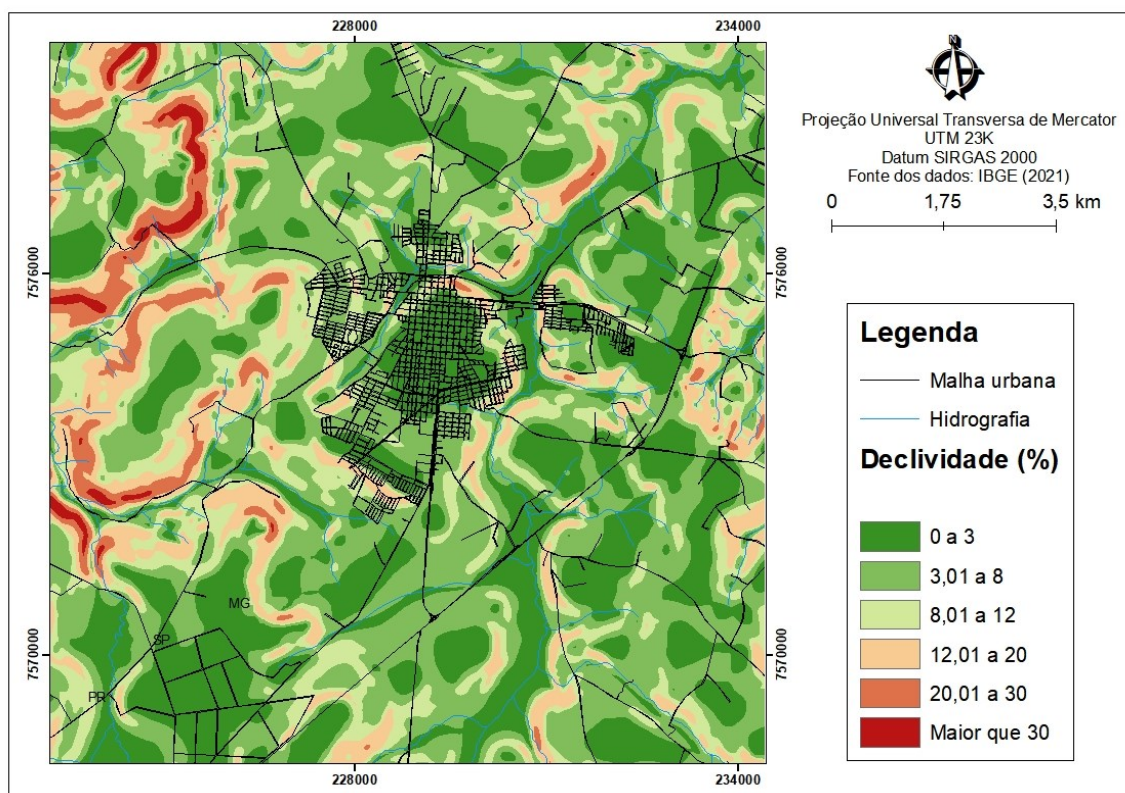 228000
234000
N
Projeção Universal Transversa de Mercator
UTM 23K
Datum SIRGAS 2000
Fonte dos dados: IBGE (2021)
0 1,75 3,5 km
7576000
7576000
Legenda
Malha urbana
Hidrografia
Declividade (%)
0 a 3
3,01 a 8
8,01 a 12
12,01 a 20
20,01 a 30
Maior que 30
MG
SP
PR
7570000
7570000
228000
234000